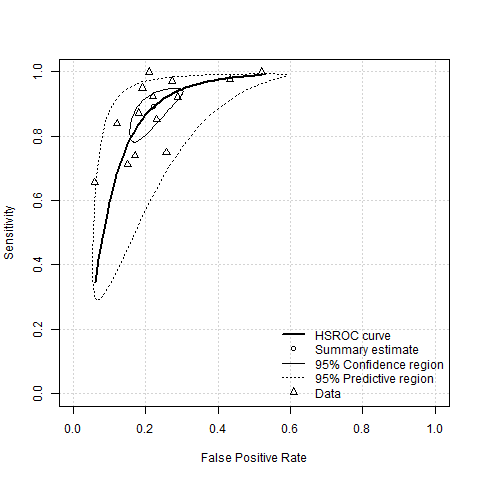 1.0
0.8
0.6
0.4
0.2
0.0
Sensitivity
HSROC curve
Summary estimate
95% Confidence region
95% Predictive region
Data
0.0 0.2 0.4 0.6 0.8 1.0
False Positive Rate